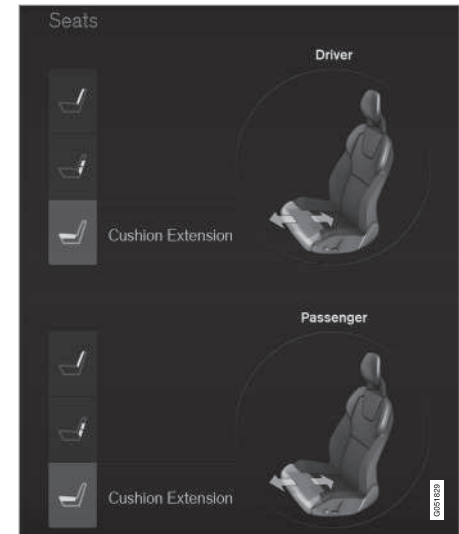 Seats
Driver
Cushion Extension
Passenger
Cushion Extension
G051829